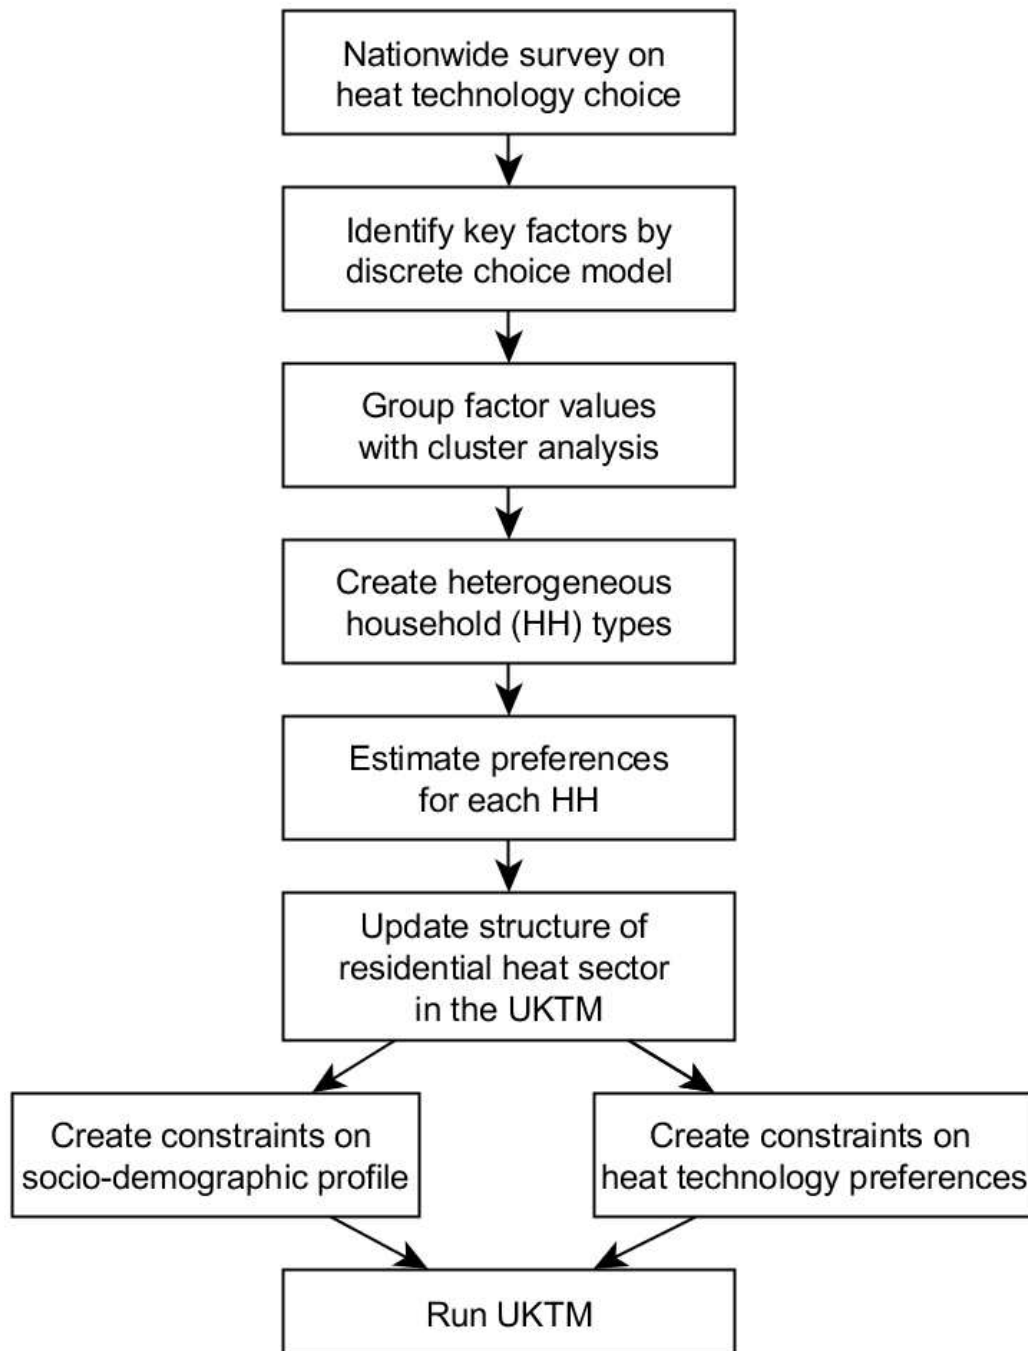 Nationwide survey on
heat technology choice
Identify key factors by
discrete choice model
Group factor values
with cluster analysis
Create heterogeneous
household (HH) types
Estimate preferences
for each HH
Update structure of
residential heat sector
in the UKTM
Create constraints on
socio-demographic profile
Create constraints on
heat technology preferences
Run UKTM